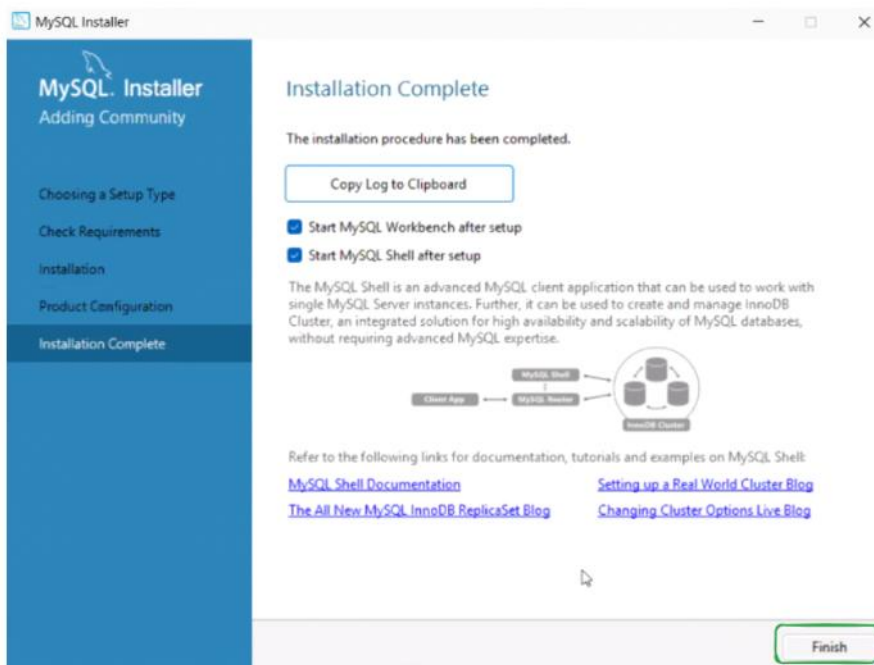 MySQL Installer
MySQL. Installer
Adding Community
Choosing a Setup Type
Check Requirements
Installation
Product Configuration
Installation Complete
Installation Complete
The installation procedure has been completed.
Copy Log to Clipboard
Start MySQL Workbench after setup
Start MySQL Shell after setup
The MySQL Shell is an advanced MySQL client application that can be used to work with
single MySQL Server instances. Further, it can be used to create and manage InnoDB
Cluster, an integrated solution for high availability and scalability of MySQL databases,
without requiring advanced MySQL expertise.
MySQL Shell
Client App
MySQL Router
InnoDB Cluster
Refer to the following links for documentation, tutorials and examples on MySQL Shell:
MySQL Shell Documentation
Setting up a Real World Cluster Blog
The All New MySQL InnoDB ReplicaSet Blog
Changing Cluster Options Live Blog
Finish